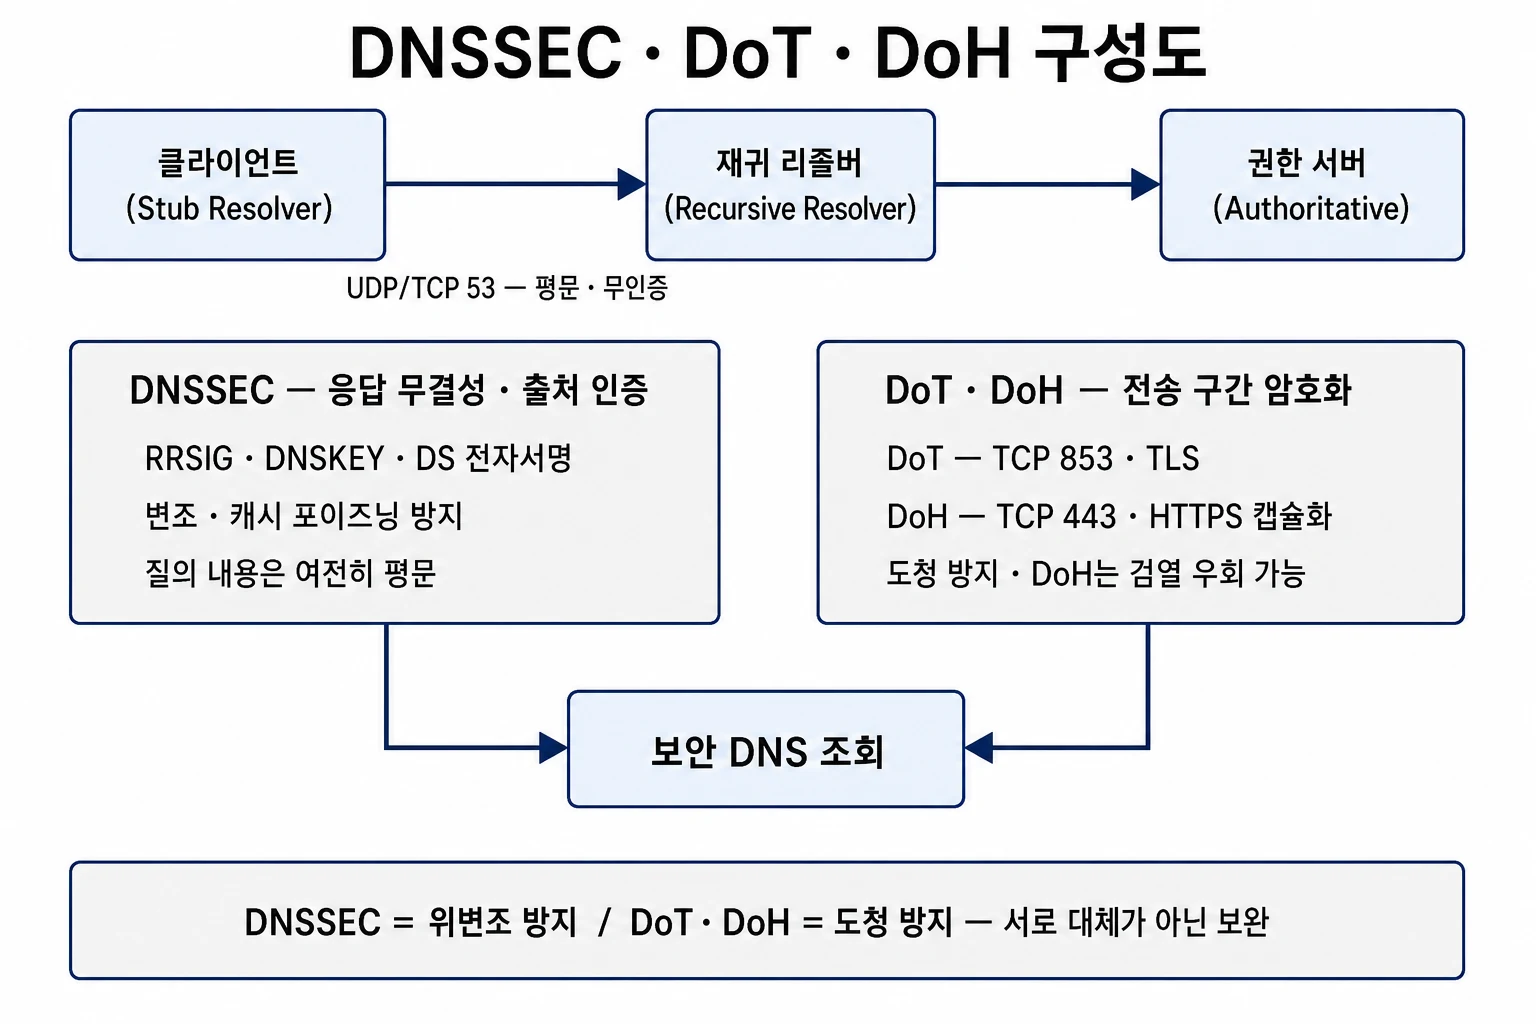 DNSSEC · DoT · DoH 구성도
클라이언트
(Stub Resolver)
재귀 리졸버
(Recursive Resolver)
권한 서버
(Authoritative)
UDP/TCP 53 — 평문 · 무인증
DNSSEC — 응답 무결성 · 출처 인증
RRSIG · DNSKEY · DS 전자서명
변조 · 캐시 포이즈닝 방지
질의 내용은 여전히 평문
DoT · DoH — 전송 구간 암호화
DoT — TCP 853 · TLS
DoH — TCP 443 · HTTPS 캡슐화
도청 방지 · DoH는 검열 우회 가능
보안 DNS 조회
DNSSEC = 위변조 방지 / DoT · DoH = 도청 방지 — 서로 대체가 아닌 보완